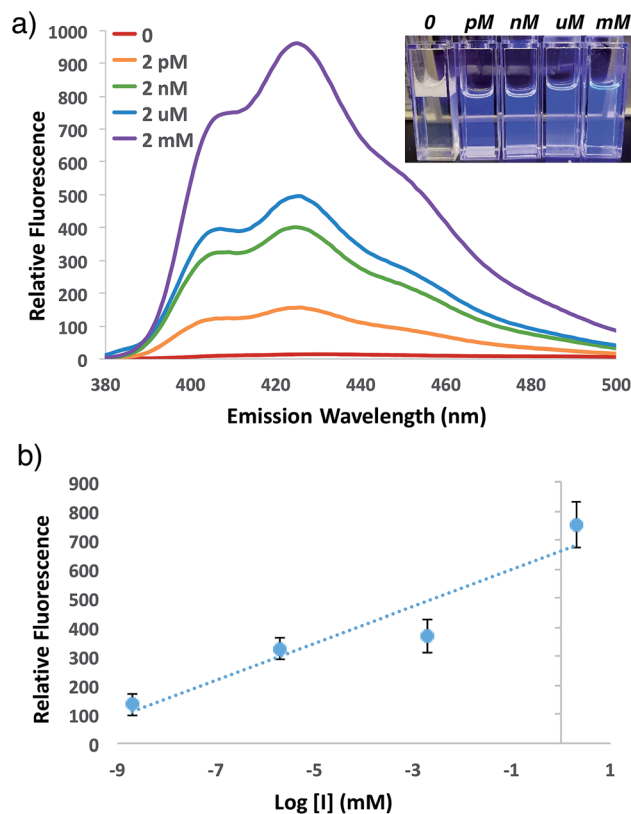 a)
0 pM nM uM mM
1000
900
800
700
600
500
400
300
200
100
0
Relative Fluorescence
0
2 pM
2 nM
2 uM
2 mM
380 400 420 440 460 480 500
Emission Wavelength (nm)
b)
900
800
700
600
500
400
300
200
100
0
Relative Fluorescence
-9 -7 -5 -3 -1 1
Log [I] (mM)